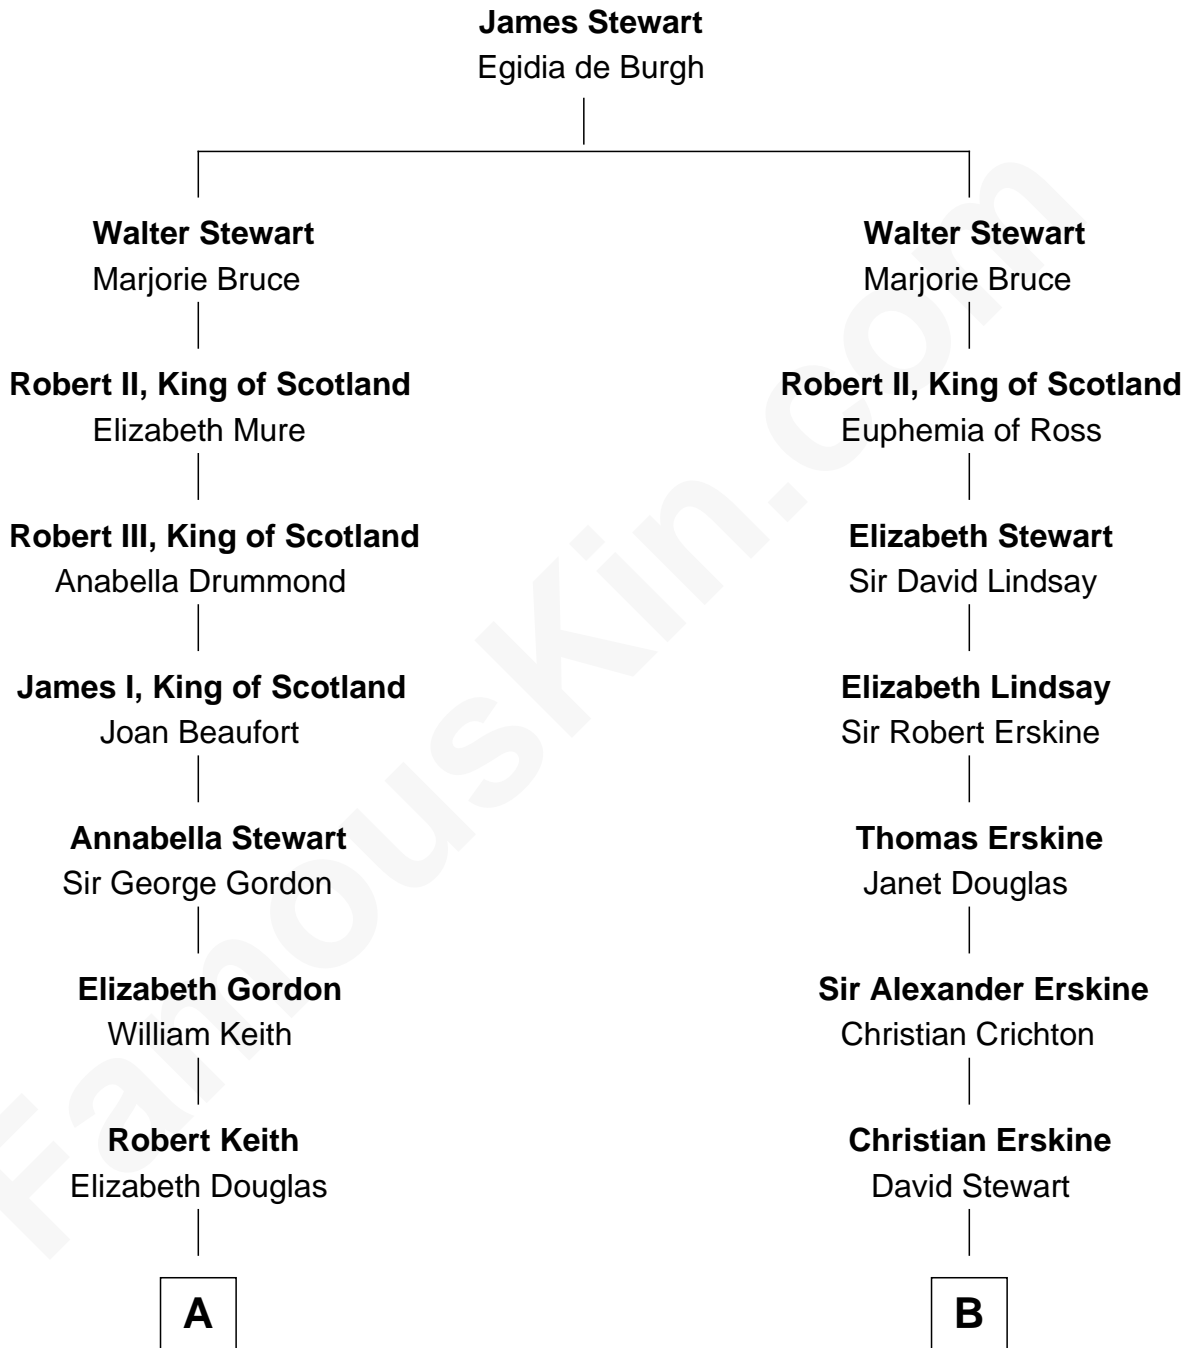 James Stewart
Egidia de Burgh
Walter Stewart
Marjorie Bruce
Walter Stewart
Marjorie Bruce
Robert II, King of Scotland
Elizabeth Mure
Robert II, King of Scotland
Euphemia of Ross
Robert III, King of Scotland
Anabella Drummond
Elizabeth Stewart
Sir David Lindsay
James I, King of Scotland
Joan Beaufort
Elizabeth Lindsay
Sir Robert Erskine
Annabella Stewart
Sir George Gordon
Thomas Erskine
Janet Douglas
Elizabeth Gordon
William Keith
Sir Alexander Erskine
Christian Crichton
Robert Keith
Elizabeth Douglas
Christian Erskine
David Stewart
A
B
FamousKin.com